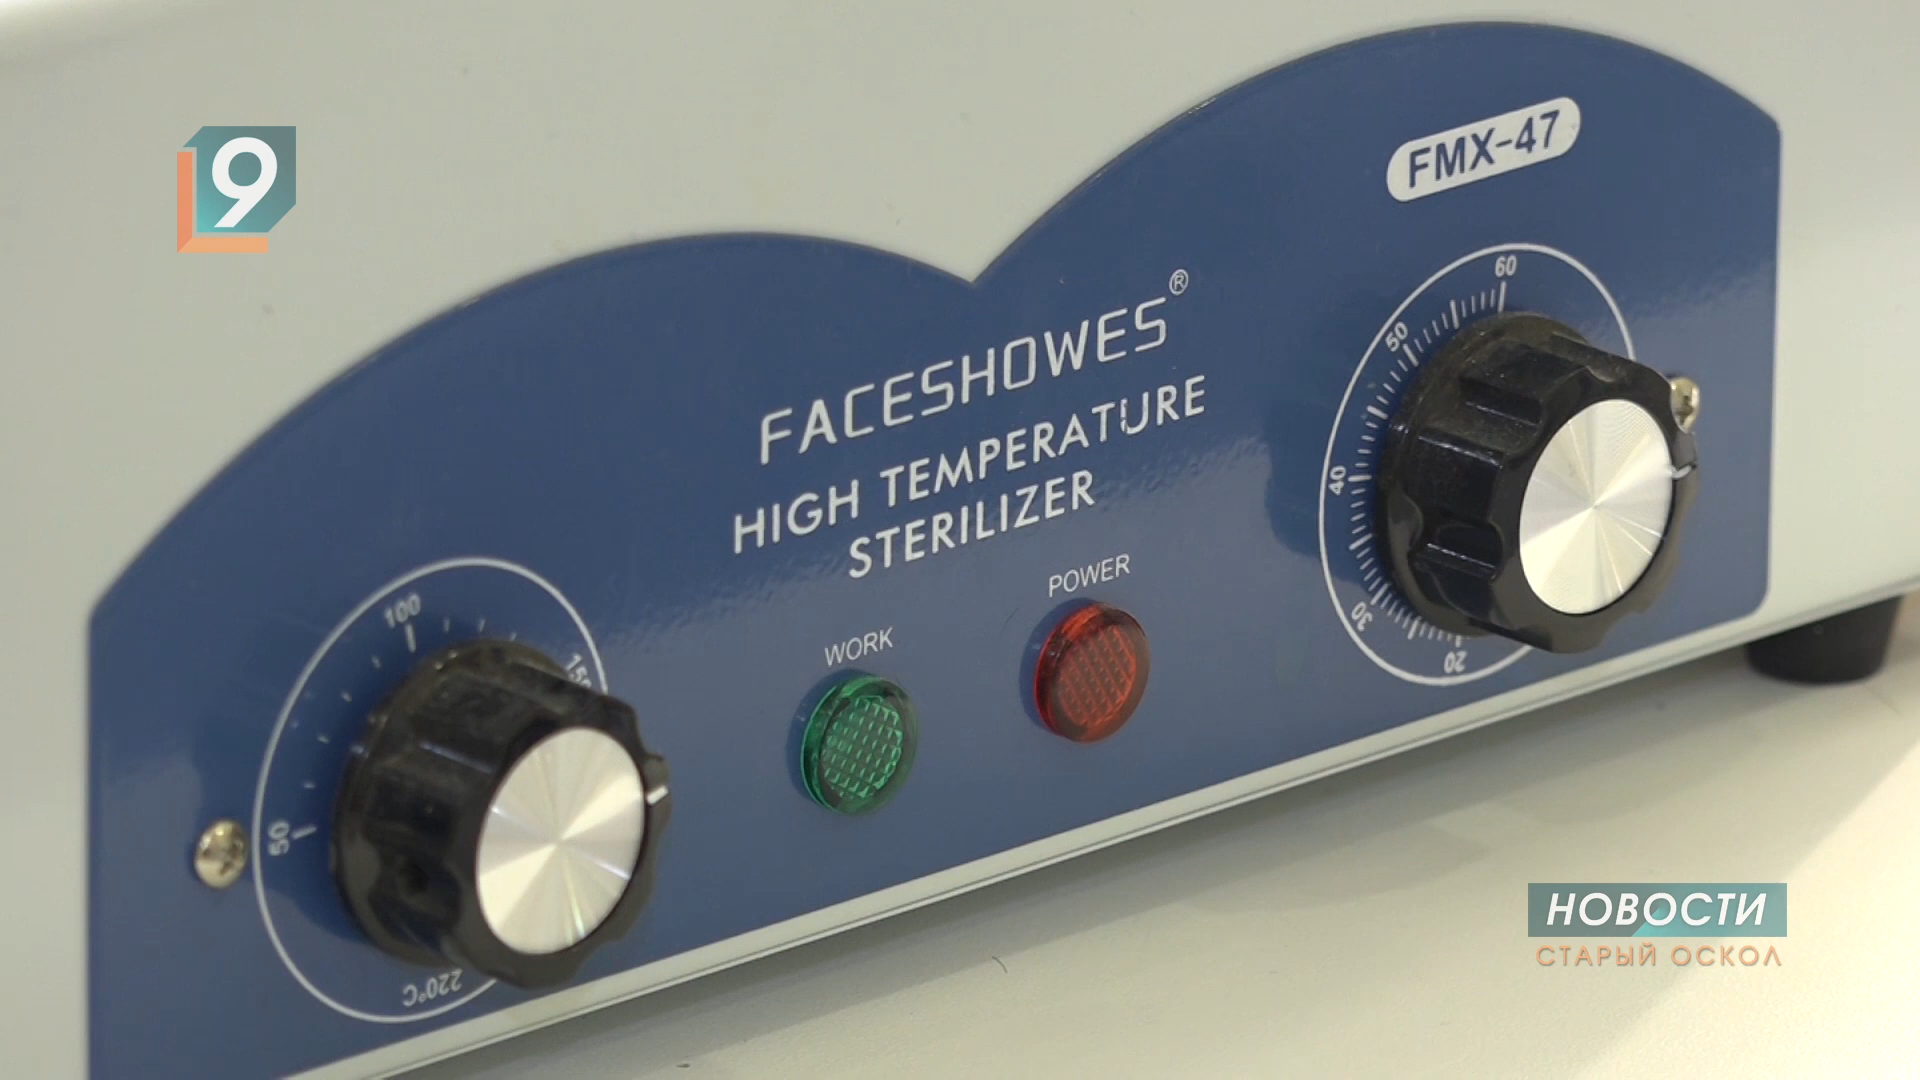 9
FMX-47
FACESHOWES®
HIGH TEMPERATURE
STERILIZER
POWER
WORK
60
50
40
30
20
100
50
220°C
НОВОСТИ
СТАРЫЙ ОСКОЛ